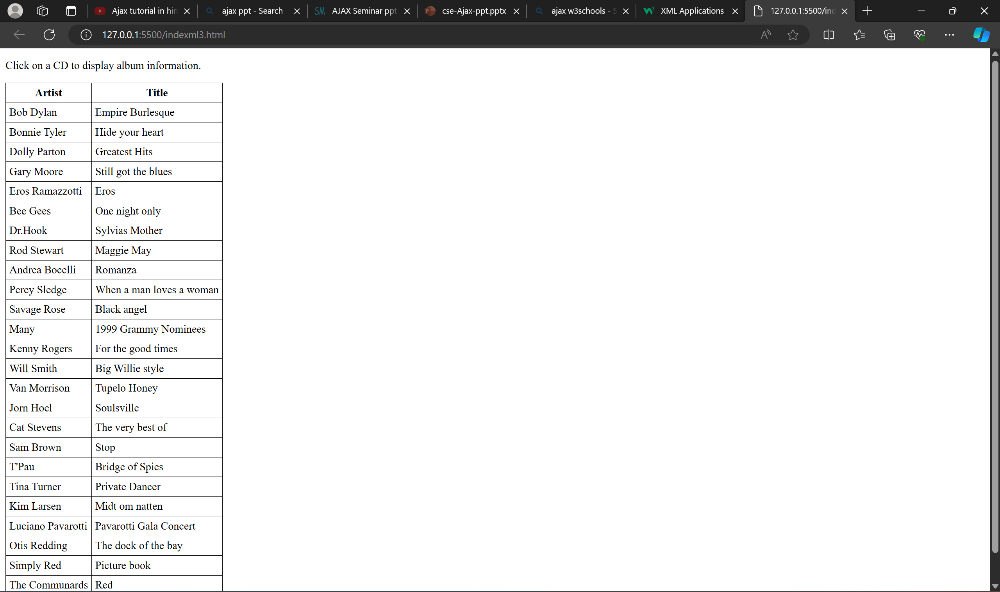 Ajax tutorial in hin
ajax ppt - Search
SM AJAX Seminar ppt
cse-Ajax-ppt.pptx
ajax w3schools - S
XML Applications
127.0.0.1:5500/ind
127.0.0.1:5500/indexml3.html
Click on a CD to display album information.
Artist Title
Bob Dylan Empire Burlesque
Bonnie Tyler Hide your heart
Dolly Parton Greatest Hits
Gary Moore Still got the blues
Eros Ramazzotti Eros
Bee Gees One night only
Dr.Hook Sylvias Mother
Rod Stewart Maggie May
Andrea Bocelli Romanza
Percy Sledge When a man loves a woman
Savage Rose Black angel
Many 1999 Grammy Nominees
Kenny Rogers For the good times
Will Smith Big Willie style
Van Morrison Tupelo Honey
Jorn Hoel Soulsville
Cat Stevens The very best of
Sam Brown Stop
T'Pau Bridge of Spies
Tina Turner Private Dancer
Kim Larsen Midt om natten
Luciano Pavarotti Pavarotti Gala Concert
Otis Redding The dock of the bay
Simply Red Picture book
The Communards Red